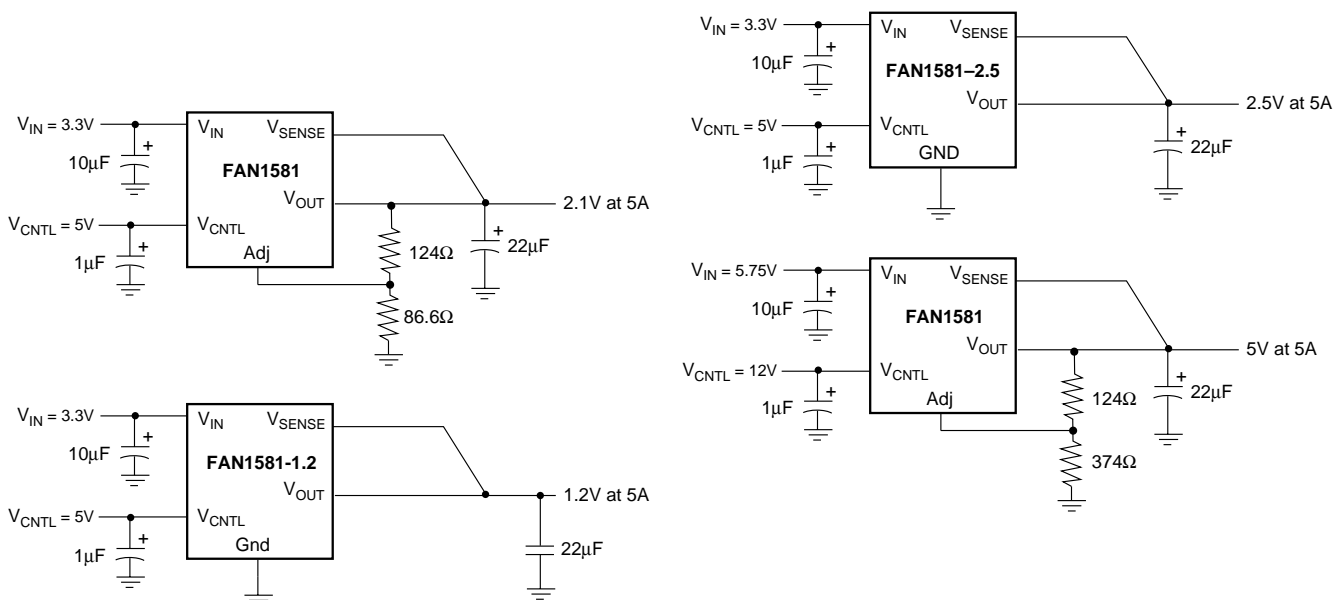 V_IN = 3.3V
10μF
+
V_CNTL = 5V
1μF
+
V_IN
V_SENSE
FAN1581
V_OUT
V_CNTL
Adj
2.1V at 5A
124Ω
+
22μF
86.6Ω
V_IN = 3.3V
10μF
+
V_CNTL = 5V
1μF
+
V_IN
V_SENSE
FAN1581-1.2
V_OUT
V_CNTL
Gnd
1.2V at 5A
22μF
V_IN = 3.3V
10μF
+
V_CNTL = 5V
1μF
+
V_IN
V_SENSE
FAN1581–2.5
V_OUT
V_CNTL
GND
2.5V at 5A
+
22μF
V_IN = 5.75V
10μF
+
V_CNTL = 12V
1μF
+
V_IN
V_SENSE
FAN1581
V_OUT
V_CNTL
Adj
5V at 5A
124Ω
+
22μF
374Ω